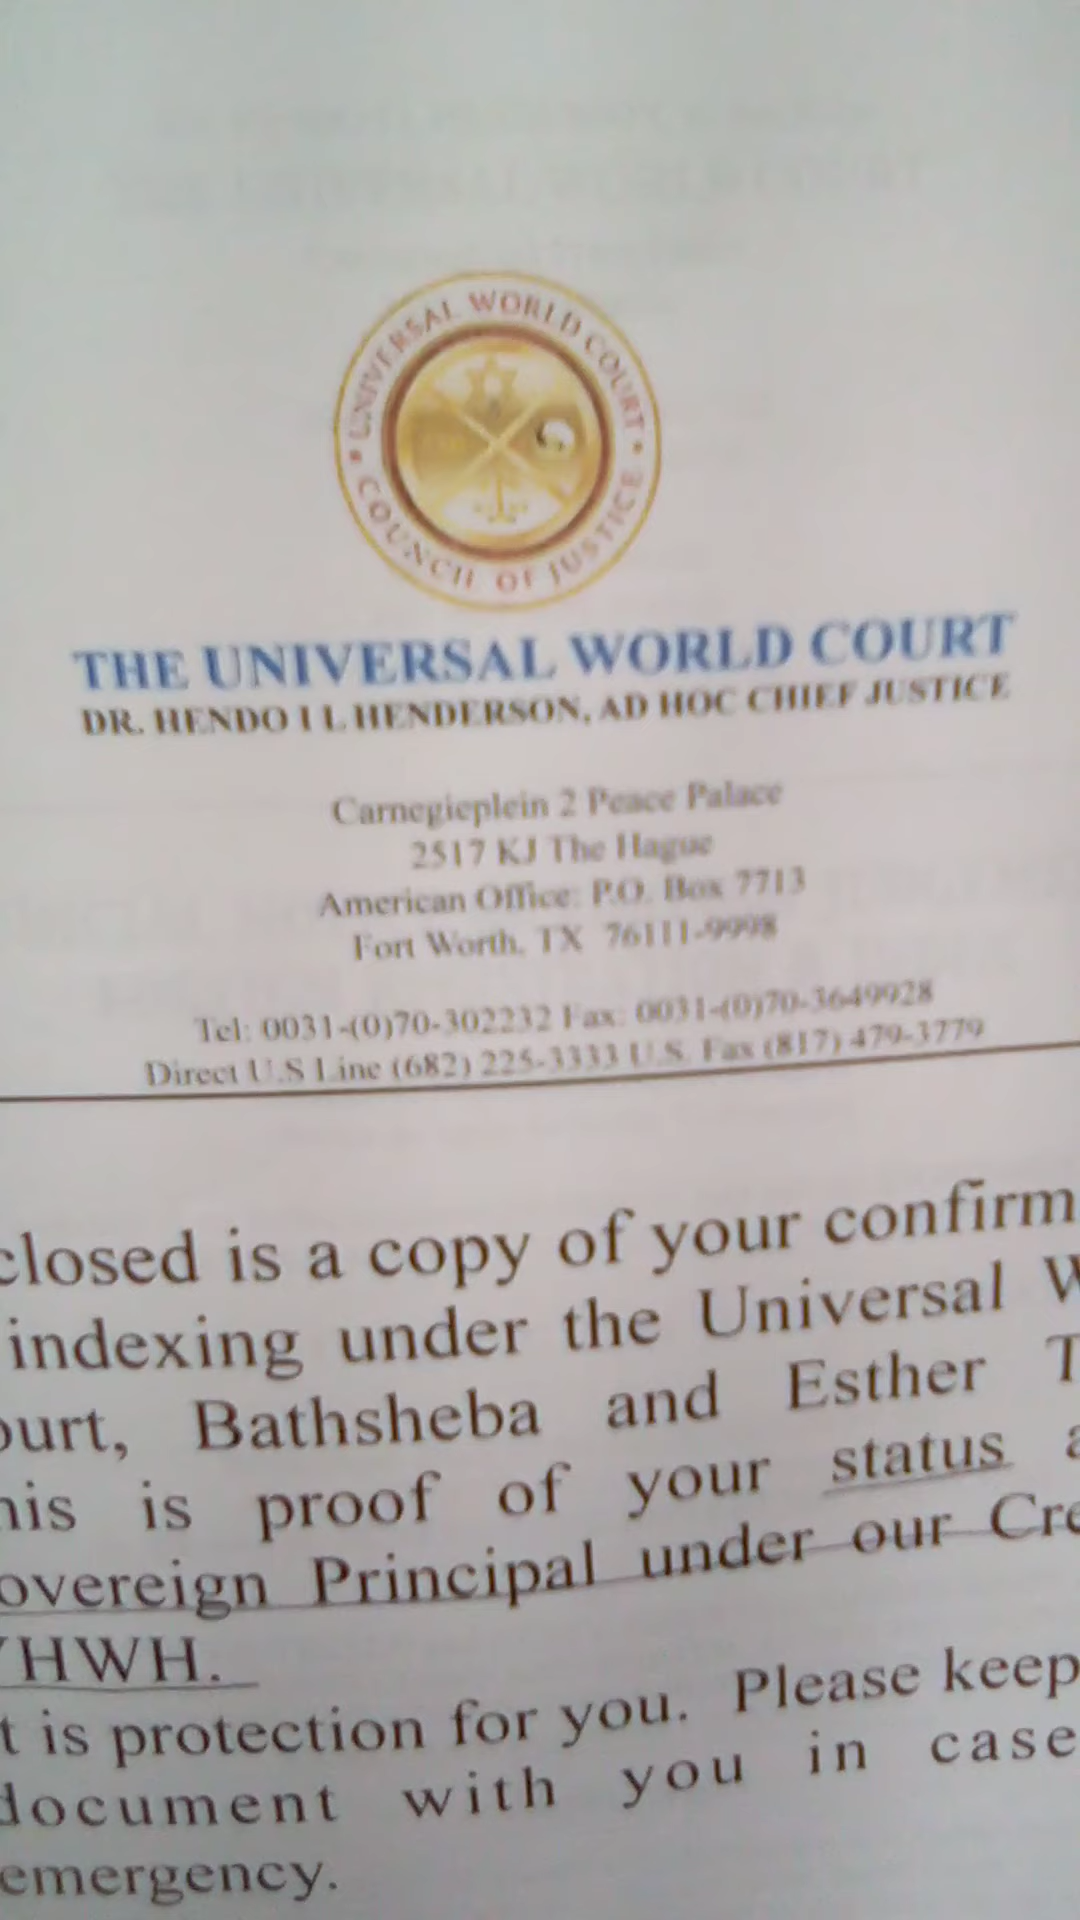 UNIVERSAL WORLD COURT
COUNCIL OF JUSTICE
THE UNIVERSAL WORLD COURT
DR. HENDO I L HENDERSON, AD HOC CHIEF JUSTICE
Carnegieplein 2 Peace Palace
2517 KJ The Hague
American Office: P.O. Box 7713
Fort Worth, TX 76111-9998
Tel: 0031-(0)70-302232 Fax: 0031-(0)70-3649928
Direct U.S Line (682) 225-3333 U.S. Fax (817) 479-3779
closed is a copy of your confirm
indexing under the Universal W
ourt, Bathsheba and Esther T
his is proof of your status a
overeign Principal under our Cre
YHWH.
t is protection for you. Please keep
document with you in case
emergency.